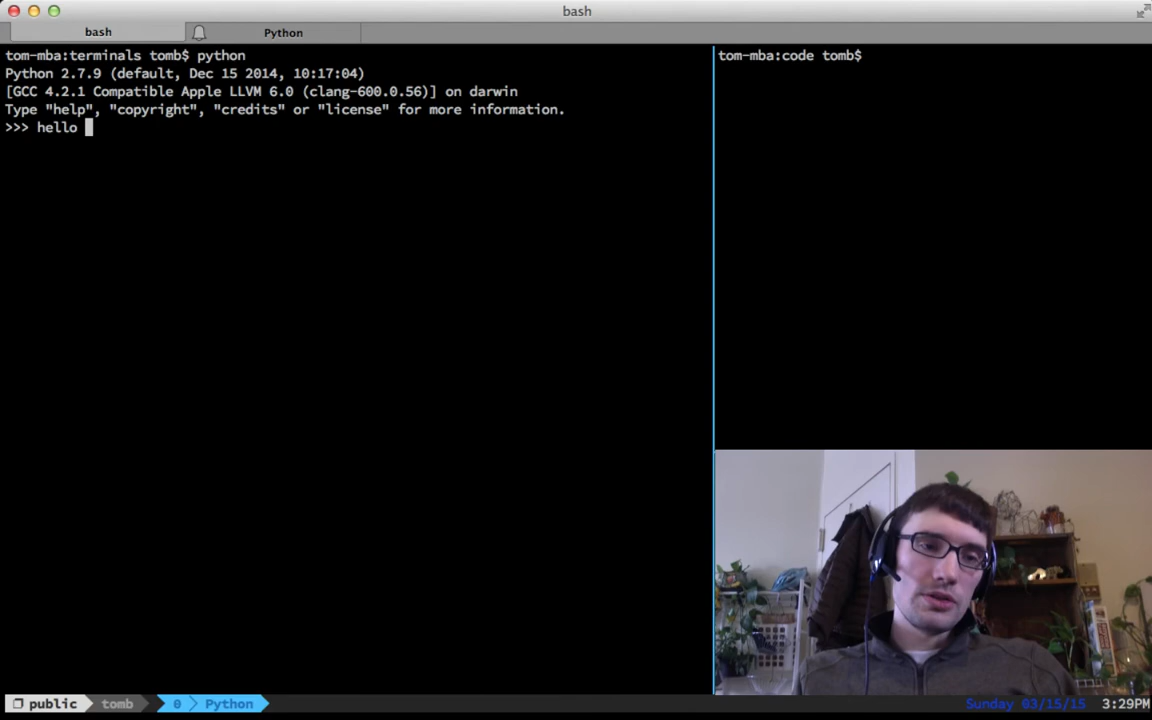 bash
bash
Python
tom-mba:terminals tomb$ python
Python 2.7.9 (default, Dec 15 2014, 10:17:04)
[GCC 4.2.1 Compatible Apple LLVM 6.0 (clang-600.0.56)] on darwin
Type "help", "copyright", "credits" or "license" for more information.
>>> hello
tom-mba:code tomb$
public tomb 0 Python
Sunday 03/15/15 3:29PM